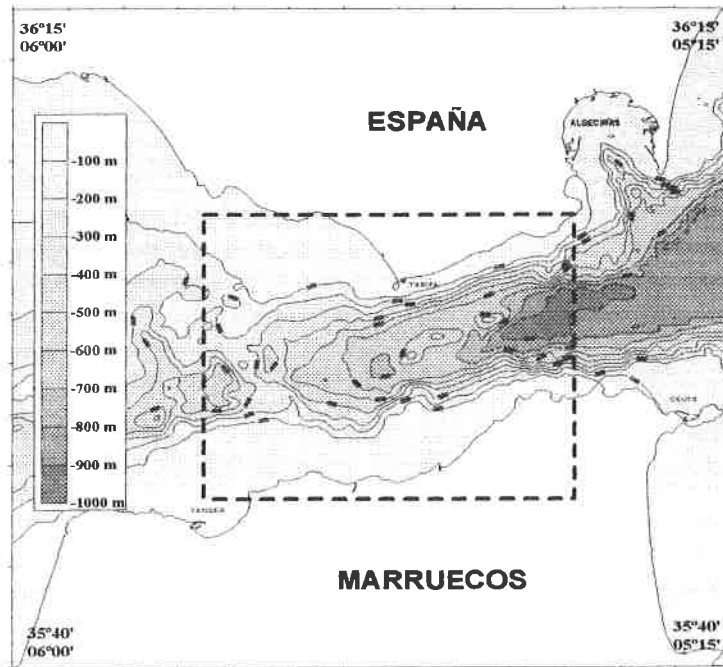 36°15'
06°00'
36°15'
05°15'
ESPAÑA
ALGECIRAS
-100 m
-200 m
-300 m
-400 m
-500 m
-600 m
-700 m
-800 m
-900 m
-1000 m
TARIFA
CEUTA
TANGER
MARRUECOS
35°40'
06°00'
35°40'
05°15'